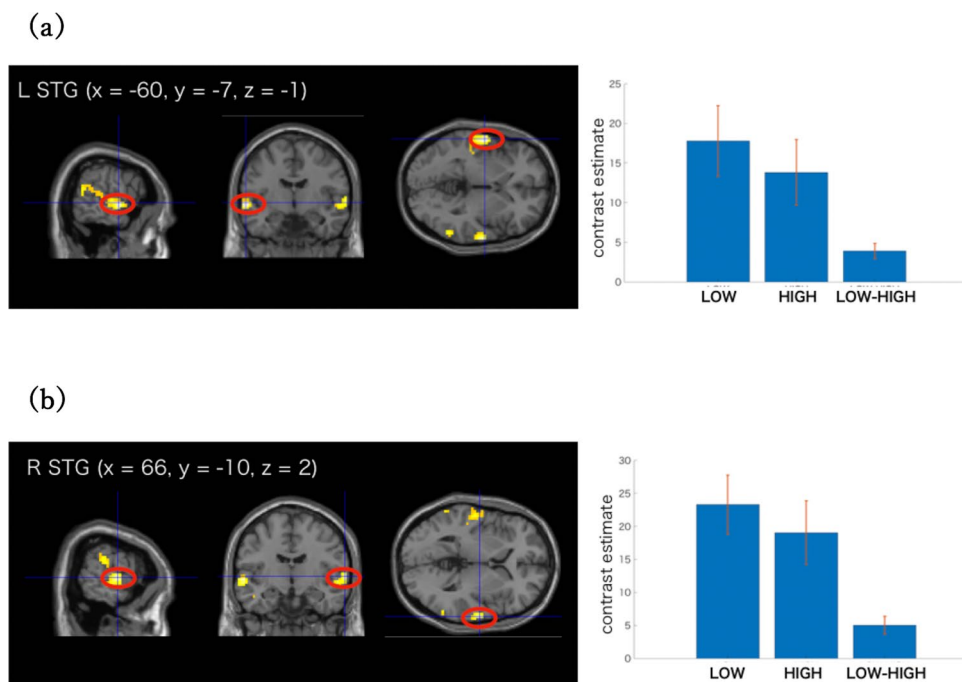 (a)
L STG (x = -60, y = -7, z = -1)
25
20
15
10
5
0
contrast estimate
LOW HIGH LOW-HIGH
(b)
R STG (x = 66, y = -10, z = 2)
30
25
20
15
10
5
0
contrast estimate
LOW HIGH LOW-HIGH